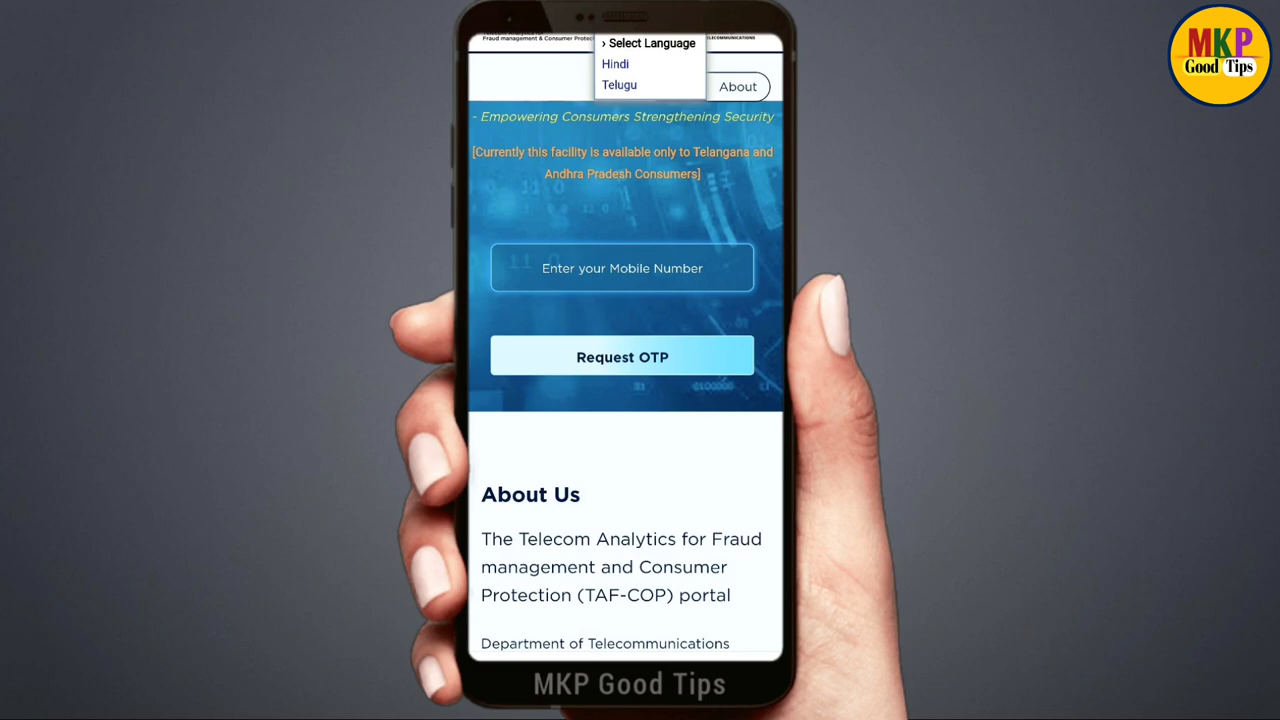 Fraud management & Consumer Protec
TELECOMMUNICATIONS
› Select Language
Hindi
Telugu
About
- Empowering Consumers Strengthening Security
[Currently this facility is available only to Telangana and
Andhra Pradesh Consumers]
Enter your Mobile Number
Request OTP
About Us
The Telecom Analytics for Fraud
management and Consumer
Protection (TAF-COP) portal
Department of Telecommunications
MKP Good Tips
MKP
Good Tips